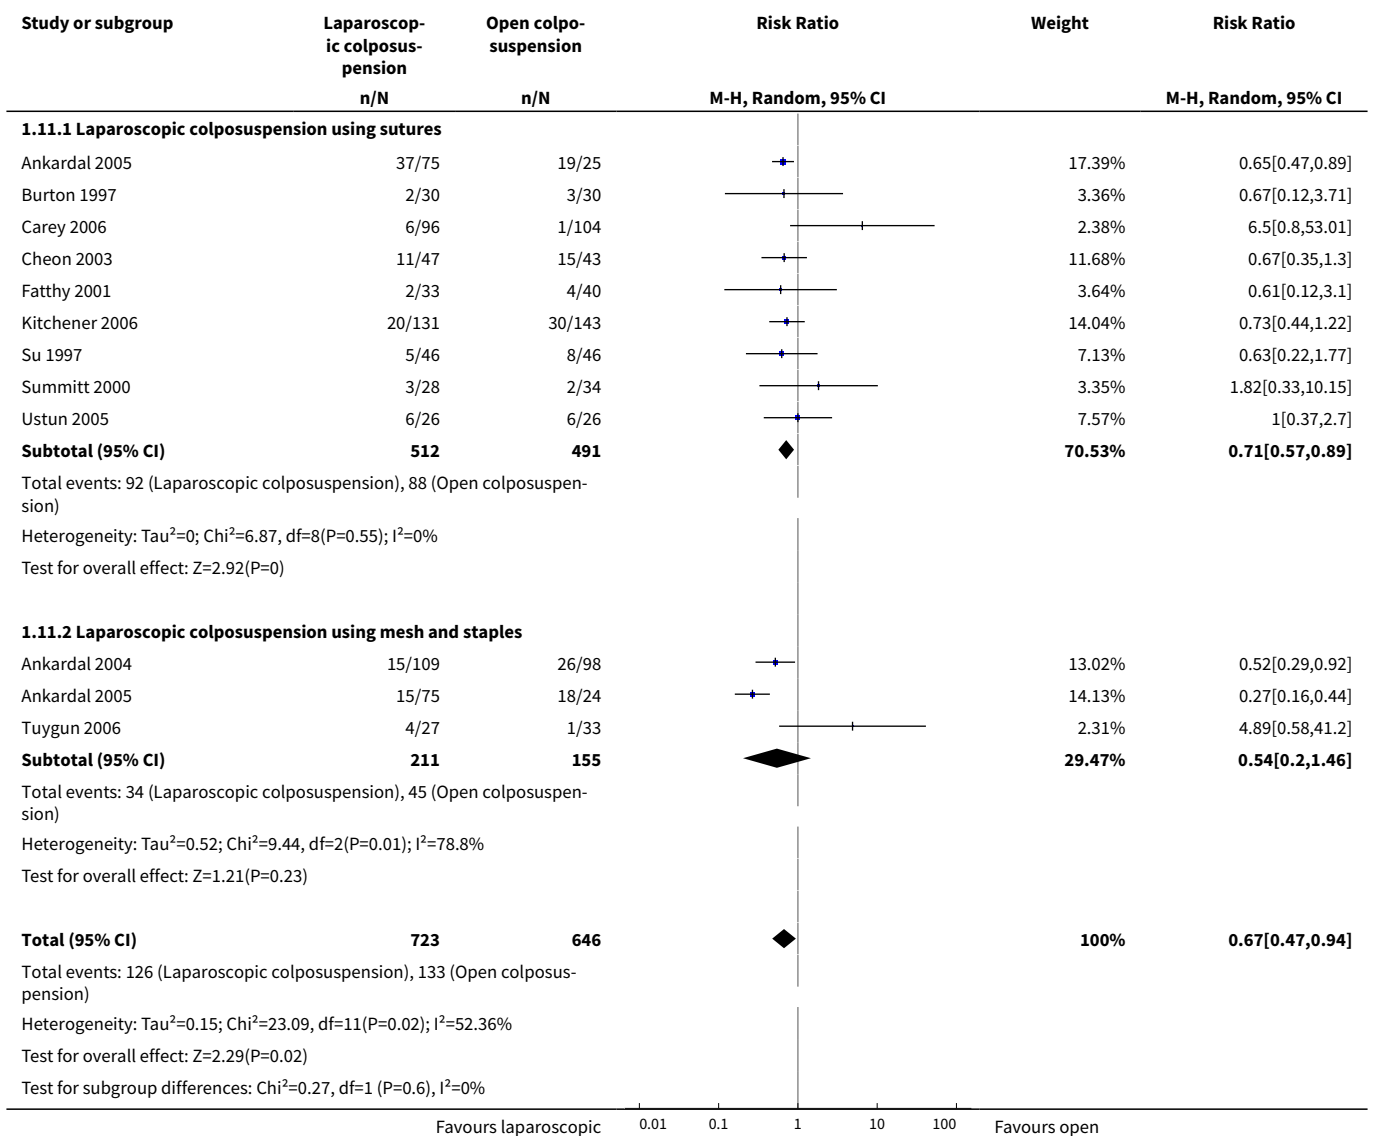 Study or subgroup Laparoscop- Open colpo- Risk Ratio Weight Risk Ratio
ic colposus- suspension
pension
n/N n/N M-H, Random, 95% CI M-H, Random, 95% CI
1.11.1 Laparoscopic colposuspension using sutures
Ankardal 2005 37/75 19/25 17.39% 0.65[0.47,0.89]
Burton 1997 2/30 3/30 3.36% 0.67[0.12,3.71]
Carey 2006 6/96 1/104 2.38% 6.5[0.8,53.01]
Cheon 2003 11/47 15/43 11.68% 0.67[0.35,1.3]
Fatthy 2001 2/33 4/40 3.64% 0.61[0.12,3.1]
Kitchener 2006 20/131 30/143 14.04% 0.73[0.44,1.22]
Su 1997 5/46 8/46 7.13% 0.63[0.22,1.77]
Summitt 2000 3/28 2/34 3.35% 1.82[0.33,10.15]
Ustun 2005 6/26 6/26 7.57% 1[0.37,2.7]
Subtotal (95% CI) 512 491 70.53% 0.71[0.57,0.89]
Total events: 92 (Laparoscopic colposuspension), 88 (Open colposuspen-
sion)
Heterogeneity: Tau²=0; Chi²=6.87, df=8(P=0.55); I²=0%
Test for overall effect: Z=2.92(P=0)
1.11.2 Laparoscopic colposuspension using mesh and staples
Ankardal 2004 15/109 26/98 13.02% 0.52[0.29,0.92]
Ankardal 2005 15/75 18/24 14.13% 0.27[0.16,0.44]
Tuygun 2006 4/27 1/33 2.31% 4.89[0.58,41.2]
Subtotal (95% CI) 211 155 29.47% 0.54[0.2,1.46]
Total events: 34 (Laparoscopic colposuspension), 45 (Open colposuspen-
sion)
Heterogeneity: Tau²=0.52; Chi²=9.44, df=2(P=0.01); I²=78.8%
Test for overall effect: Z=1.21(P=0.23)
Total (95% CI) 723 646 100% 0.67[0.47,0.94]
Total events: 126 (Laparoscopic colposuspension), 133 (Open colposus-
pension)
Heterogeneity: Tau²=0.15; Chi²=23.09, df=11(P=0.02); I²=52.36%
Test for overall effect: Z=2.29(P=0.02)
Test for subgroup differences: Chi²=0.27, df=1 (P=0.6), I²=0%
Favours laparoscopic 0.01 0.1 1 10 100 Favours open